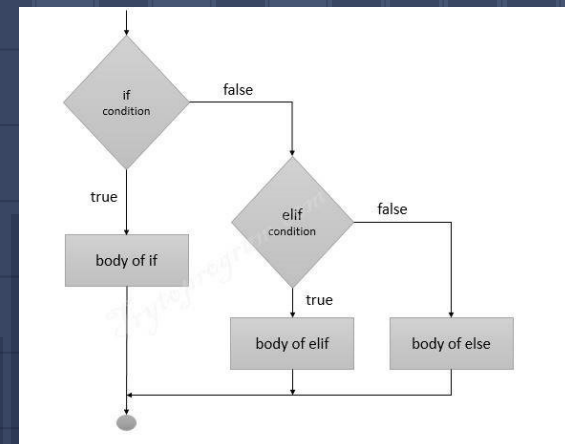 if
condition
false
true
elif
condition
false
body of if
true
body of elif
body of else